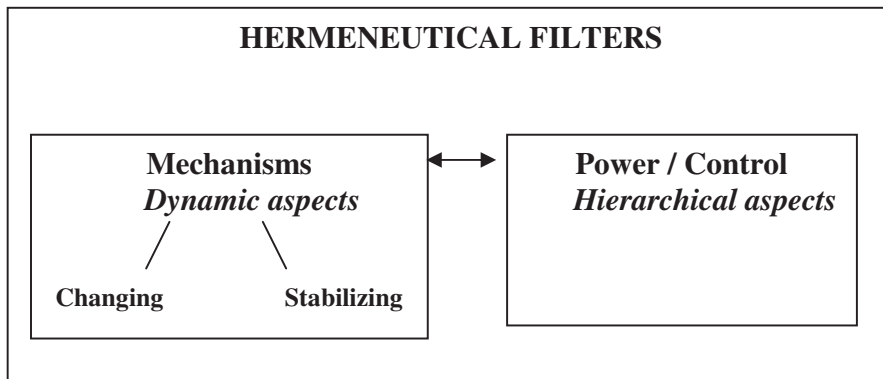 HERMENEUTICAL FILTERS
Mechanisms
Dynamic aspects
Changing
Stabilizing
Power / Control
Hierarchical aspects